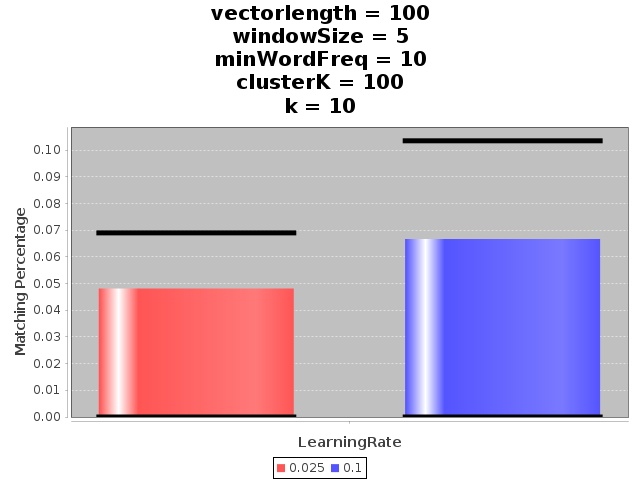 vectorlength = 100
windowSize = 5
minWordFreq = 10
clusterK = 100
k = 10
Matching Percentage
0.10
0.09
0.08
0.07
0.06
0.05
0.04
0.03
0.02
0.01
0.00
LearningRate
0.025 0.1